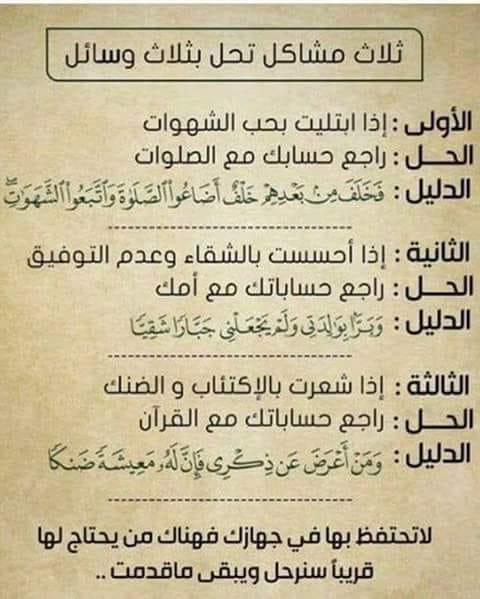 ثلاث مشاكل تحل بثلاث وسائل
الأولى : إذا ابتليت بحب الشهوات
الحـــل : راجع حسابك مع الصلوات
الدليل : فَخَلَفَ مِنۢ بَعْدِهِمْ خَلْفٌ أَضَاعُوا۟ ٱلصَّلَوٰةَ وَٱتَّبَعُوا۟ ٱلشَّهَوَٰتِ ۖ
الثانية : إذا أحسست بالشقاء وعدم التوفيق
الحـــل : راجع حساباتك مع أمك
الدليل : وَبَرًّۢا بِوَٰلِدَتِى وَلَمْ يَجْعَلْنِى جَبَّارًا شَقِيًّا
الثالثة : إذا شعرت بالإكتئاب و الضنك
الحـــل : راجع حساباتك مع القرآن
الدليل : وَمَنْ أَعْرَضَ عَن ذِكْرِى فَإِنَّ لَهُۥ مَعِيشَةً ضَنكًا
لاتحتفظ بها في جهازك فهناك من يحتاج لها
قريباً سنرحل ويبقى ماقدمت ..